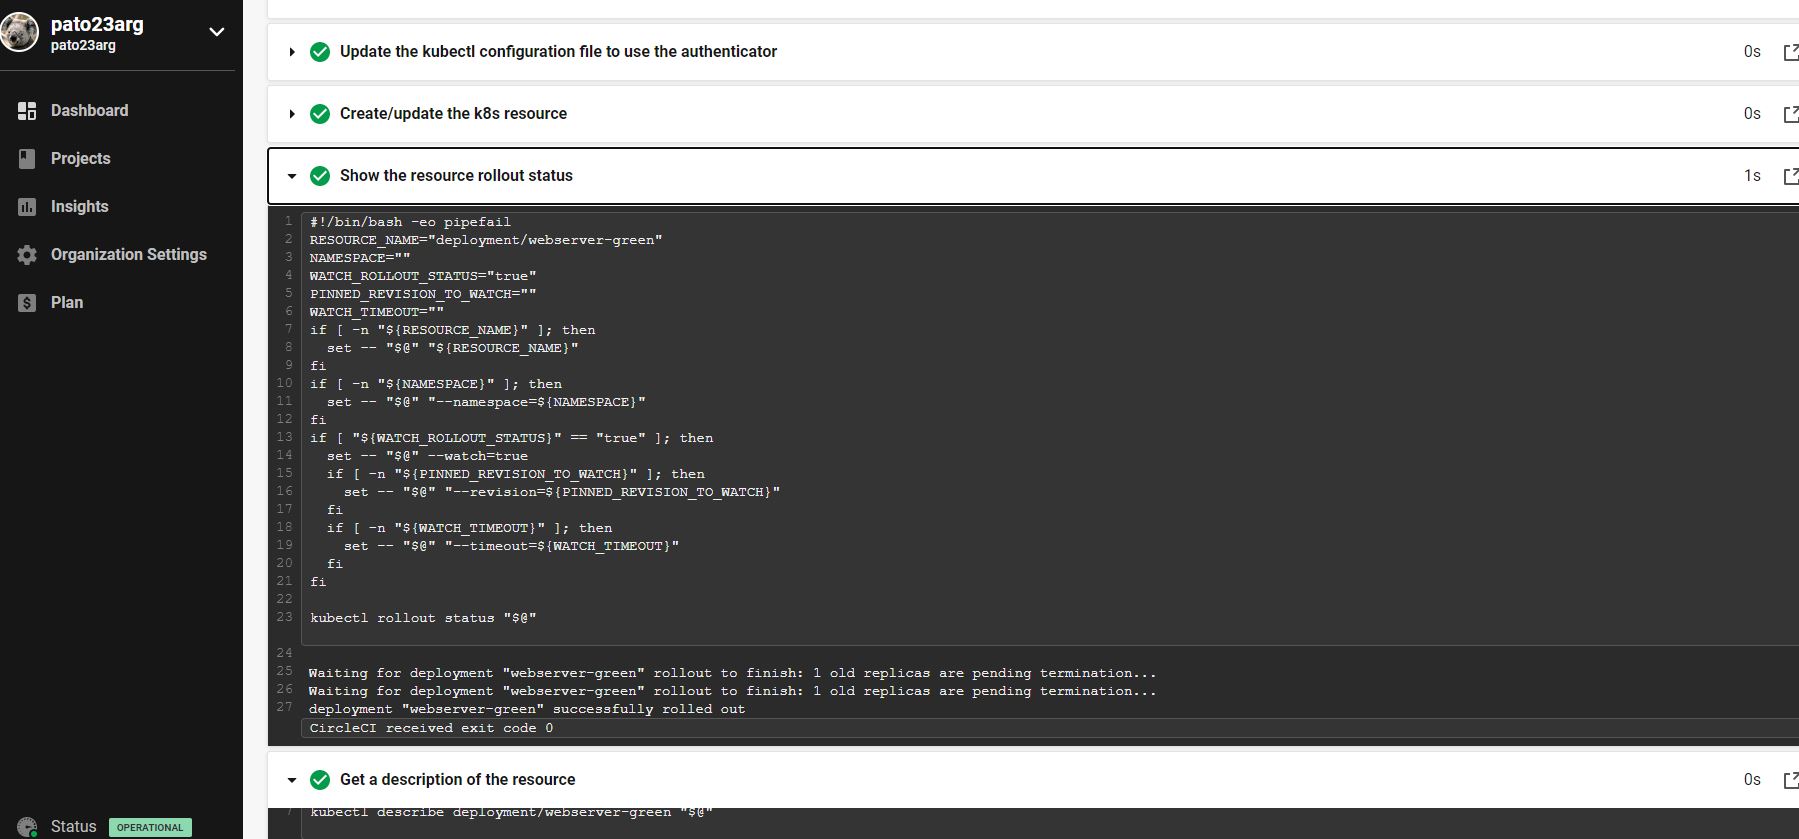 pato23arg
pato23arg
Dashboard
Projects
Insights
Organization Settings
Plan
Status OPERATIONAL
Update the kubectl configuration file to use the authenticator 0s
Create/update the k8s resource 0s
Show the resource rollout status 1s
1 #!/bin/bash -eo pipefail
2 RESOURCE_NAME="deployment/webserver-green"
3 NAMESPACE=""
4 WATCH_ROLLOUT_STATUS="true"
5 PINNED_REVISION_TO_WATCH=""
6 WATCH_TIMEOUT=""
7 if [ -n "${RESOURCE_NAME}" ]; then
8   set -- "$@" "${RESOURCE_NAME}"
9 fi
10 if [ -n "${NAMESPACE}" ]; then
11   set -- "$@" "--namespace=${NAMESPACE}"
12 fi
13 if [ "${WATCH_ROLLOUT_STATUS}" == "true" ]; then
14   set -- "$@" --watch=true
15   if [ -n "${PINNED_REVISION_TO_WATCH}" ]; then
16     set -- "$@" "--revision=${PINNED_REVISION_TO_WATCH}"
17   fi
18   if [ -n "${WATCH_TIMEOUT}" ]; then
19     set -- "$@" "--timeout=${WATCH_TIMEOUT}"
20   fi
21 fi
22
23 kubectl rollout status "$@"
24
25 Waiting for deployment "webserver-green" rollout to finish: 1 old replicas are pending termination...
26 Waiting for deployment "webserver-green" rollout to finish: 1 old replicas are pending termination...
27 deployment "webserver-green" successfully rolled out
CircleCI received exit code 0
Get a description of the resource 0s
7 kubectl describe deployment/webserver-green "$@"